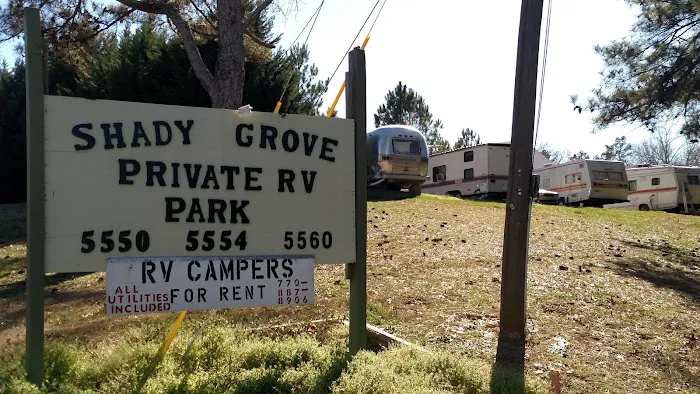 SHADY GROVE
PRIVATE RV
PARK
5550 5554 5560
RV CAMPERS
FOR RENT
ALL
UTILITIES
INCLUDED
770-
887-
8906